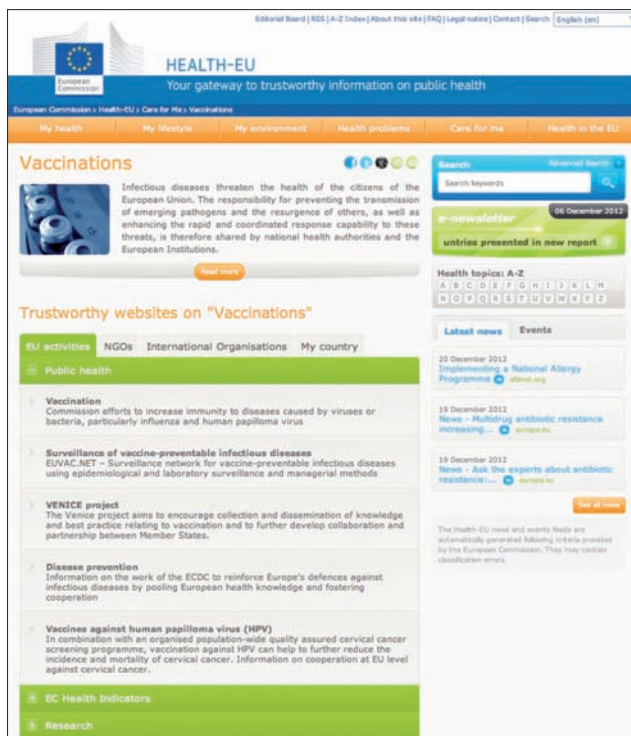 Editorial Board | RSS | A-Z Index | About this site | FAQ | Legal notice | Contact | Search English (en)
European
Commission
HEALTH-EU
Your gateway to trustworthy information on public health
European Commission > Health-EU > Care for Me > Vaccinations
My health My lifestyle My environment Health problems Care for me Health in the EU
Vaccinations
Infectious diseases threaten the health of the citizens of the
European Union. The responsibility for preventing the transmission
of emerging pathogens and the resurgence of others, as well as
enhancing the rapid and coordinated response capability to these
threats, is therefore shared by national health authorities and the
European Institutions.
Read more
Trustworthy websites on "Vaccinations"
EU activities NGOs International Organisations My country
Public health
Vaccination
Commission efforts to increase immunity to diseases caused by viruses or
bacteria, particularly influenza and human papilloma virus
Surveillance of vaccine-preventable infectious diseases
EUVAC.NET – Surveillance network for vaccine-preventable infectious diseases
using epidemiological and laboratory surveillance and managerial methods
VENICE project
The Venice project aims to encourage collection and dissemination of knowledge
and best practice relating to vaccination and to further develop collaboration and
partnership between Member States.
Disease prevention
Information on the work of the ECDC to reinforce Europe's defences against
infectious diseases by pooling European health knowledge and fostering
cooperation
Vaccines against human papilloma virus (HPV)
In combination with an organised population-wide quality assured cervical cancer
screening programme, vaccination against HPV can help to further reduce the
incidence and mortality of cervical cancer. Information on cooperation at EU level
against cervical cancer.
EC Health Indicators
Research
Search Advanced Search
Search keywords
06 December 2012
e-newsletter
untries presented in new report
Health topics: A-Z
A B C D E F G H I J K L M
N O P Q R S T U V W X Y Z
Latest news Events
20 December 2012
Implementing a National Allergy
Programme
19 December 2012
News - Multidrug antibiotic resistance
increasing... europa.eu
19 December 2012
News - Ask the experts about antibiotic
resistance:... europa.eu
See all news
The Health-EU news and events feeds are
automatically generated following criteria provided
by the European Commission. They may contain
classification errors.